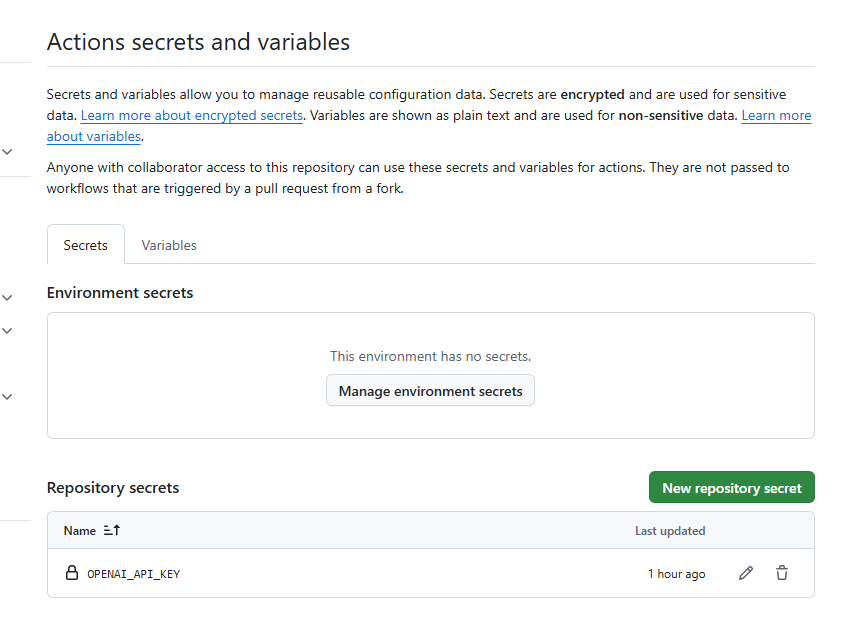 Actions secrets and variables
Secrets and variables allow you to manage reusable configuration data. Secrets are encrypted and are used for sensitive
data. Learn more about encrypted secrets. Variables are shown as plain text and are used for non-sensitive data. Learn more
about variables.
Anyone with collaborator access to this repository can use these secrets and variables for actions. They are not passed to
workflows that are triggered by a pull request from a fork.
Secrets Variables
Environment secrets
This environment has no secrets.
Manage environment secrets
Repository secrets New repository secret
Name Last updated
OPENAI_API_KEY 1 hour ago